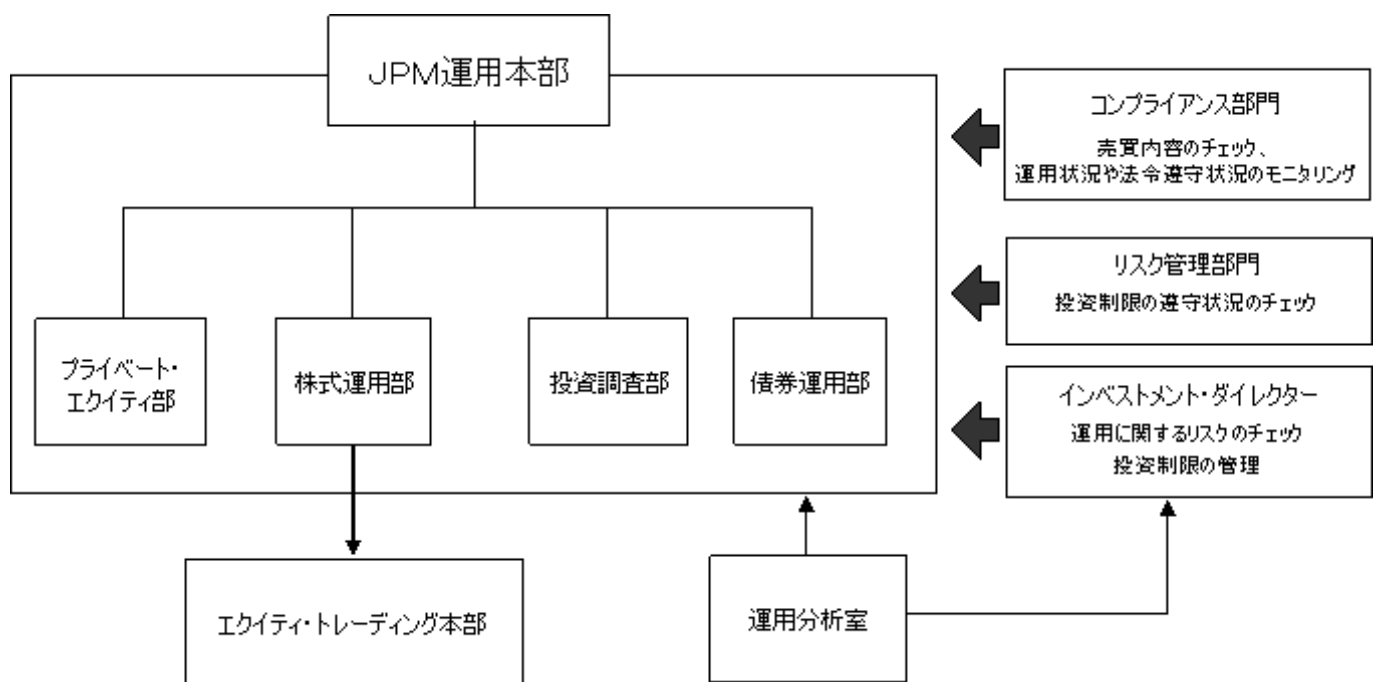 JPM運用本部
コンプライアンス部門
売買内容のチェック、
運用状況や法令遵守状況のモニタリング
リスク管理部門
投資制限の遵守状況のチェック
プライベート・
エクイティ部
株式運用部
投資調査部
債券運用部
インベストメント・ダイレクター
運用に関するリスクのチェック
投資制限の管理
エクイティ・トレーディング本部
運用分析室